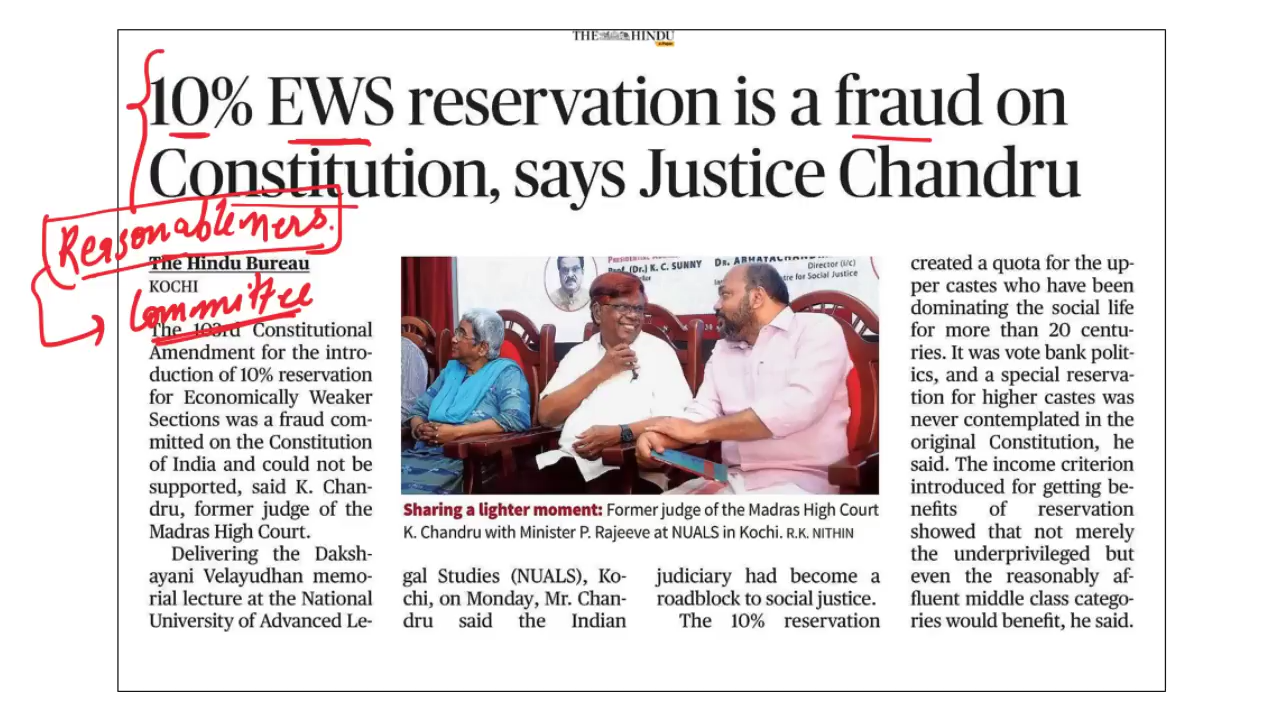 THE HINDU
10% EWS reservation is a fraud on
Constitution, says Justice Chandru
Reasonableness.
Committee
The Hindu Bureau
KOCHI
The 103rd Constitutional
Amendment for the intro-
duction of 10% reservation
for Economically Weaker
Sections was a fraud com-
mitted on the Constitution
of India and could not be
supported, said K. Chan-
dru, former judge of the
Madras High Court.
Delivering the Daksh-
ayani Velayudhan memo-
rial lecture at the National
University of Advanced Le-
(Dr.) K. C. SUNNY
Director (i/c)
for Social Justice
Sharing a lighter moment: Former judge of the Madras High Court
K. Chandru with Minister P. Rajeeve at NUALS in Kochi. R.K. NITHIN
gal Studies (NUALS), Ko-
chi, on Monday, Mr. Chan-
dru said the Indian
judiciary had become a
roadblock to social justice.
The 10% reservation
created a quota for the up-
per castes who have been
dominating the social life
for more than 20 centu-
ries. It was vote bank polit-
ics, and a special reserva-
tion for higher castes was
never contemplated in the
original Constitution, he
said. The income criterion
introduced for getting be-
nefits of reservation
showed that not merely
the underprivileged but
even the reasonably af-
fluent middle class catego-
ries would benefit, he said.